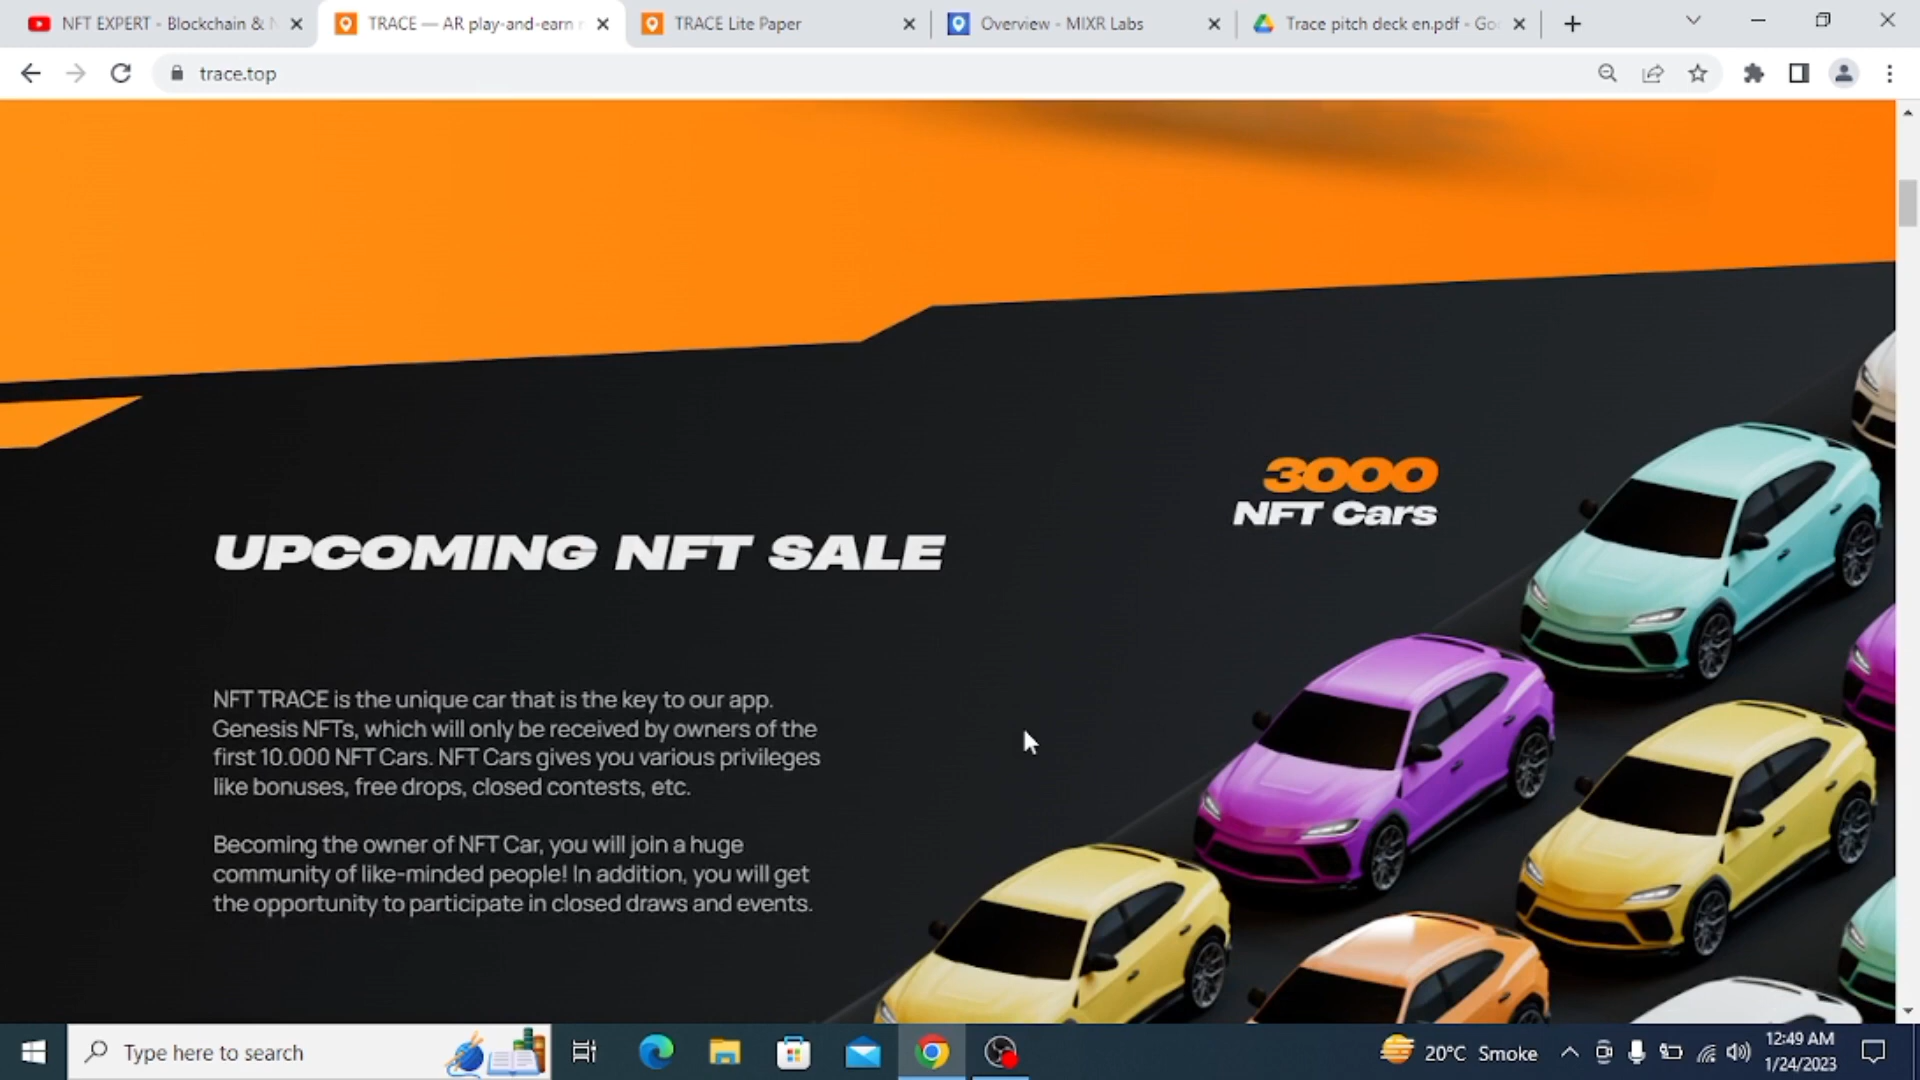 NFT EXPERT - Blockchain & N
TRACE — AR play-and-earn
TRACE Lite Paper
Overview - MIXR Labs
Trace pitch deck en.pdf - Goo
trace.top
3000
NFT Cars
UPCOMING NFT SALE
NFT TRACE is the unique car that is the key to our app.
Genesis NFTs, which will only be received by owners of the
first 10.000 NFT Cars. NFT Cars gives you various privileges
like bonuses, free drops, closed contests, etc.
Becoming the owner of NFT Car, you will join a huge
community of like-minded people! In addition, you will get
the opportunity to participate in closed draws and events.
Type here to search
20°C Smoke
12:49 AM
1/24/2023